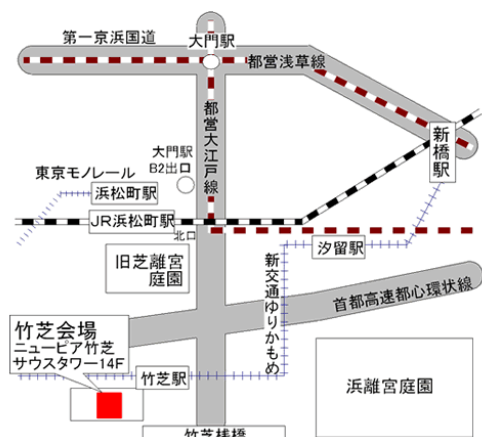 第一京浜国道
大門駅
都営浅草線
都営大江戸線
新橋駅
大門駅
B2出口
東京モノレール
浜松町駅
JR浜松町駅
北口
汐留駅
旧芝離宮
庭園
新交通ゆりかもめ
首都高速都心環状線
竹芝会場
ニューピア竹芝
サウスタワー14F
竹芝駅
浜離宮庭園
竹芝桟橋